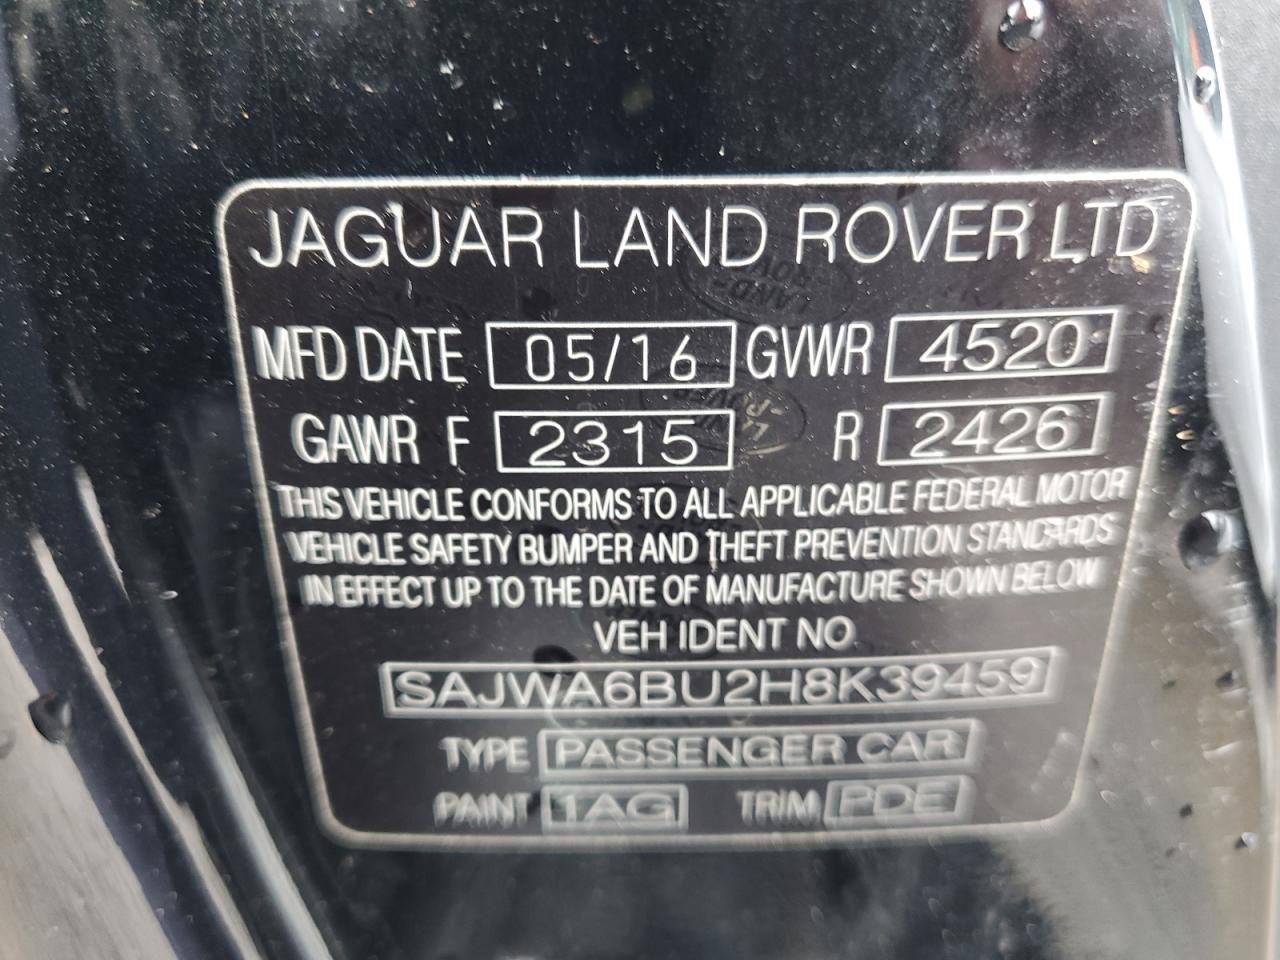 JAGUAR LAND ROVER LTD
MFD DATE 05/16 GVWR 4520
GAWR F 2315 R 2426
THIS VEHICLE CONFORMS TO ALL APPLICABLE FEDERAL MOTOR
VEHICLE SAFETY BUMPER AND THEFT PREVENTION STANDARDS
IN EFFECT UP TO THE DATE OF MANUFACTURE SHOWN BELOW
VEH IDENT NO
SAJWA6BU2H8K39459
TYPE PASSENGER CAR
PAINT 1AG TRIM PDE